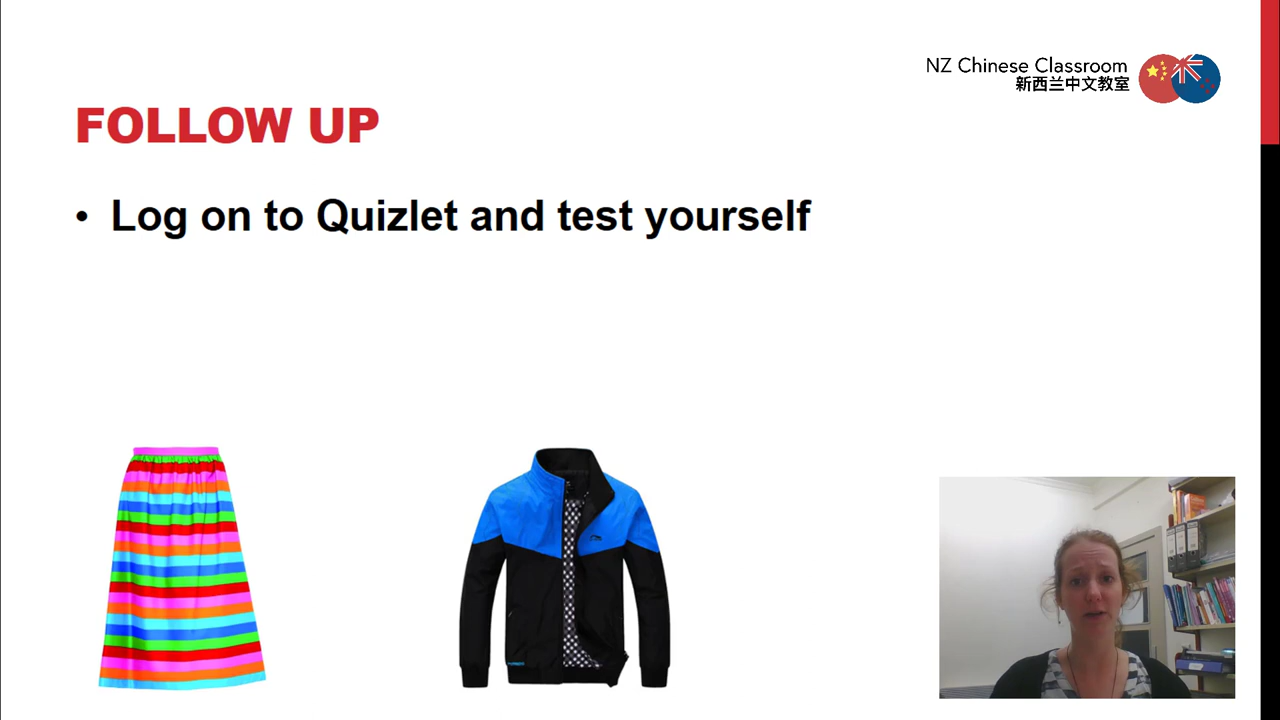 NZ Chinese Classroom
新西兰中文教室
FOLLOW UP
• Log on to Quizlet and test yourself